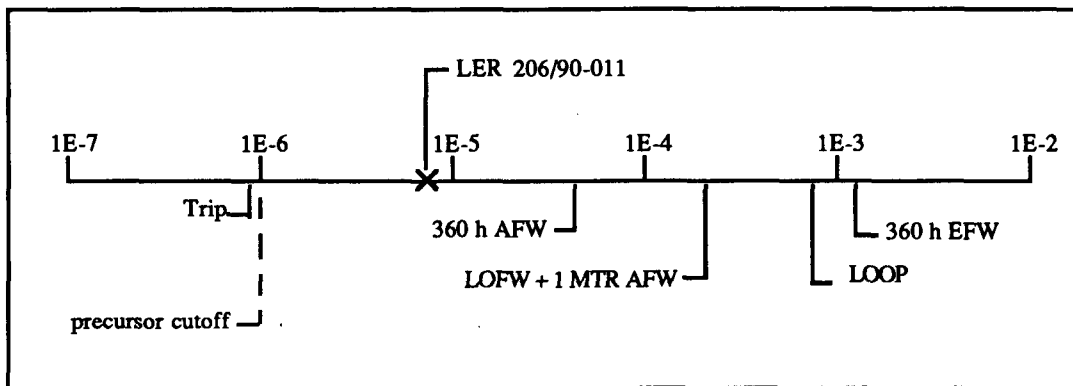 LER 206/90-011
1E-7 1E-6 1E-5 1E-4 1E-3 1E-2
Trip
360 h AFW
360 h EFW
LOFW + 1 MTR AFW
LOOP
precursor cutoff